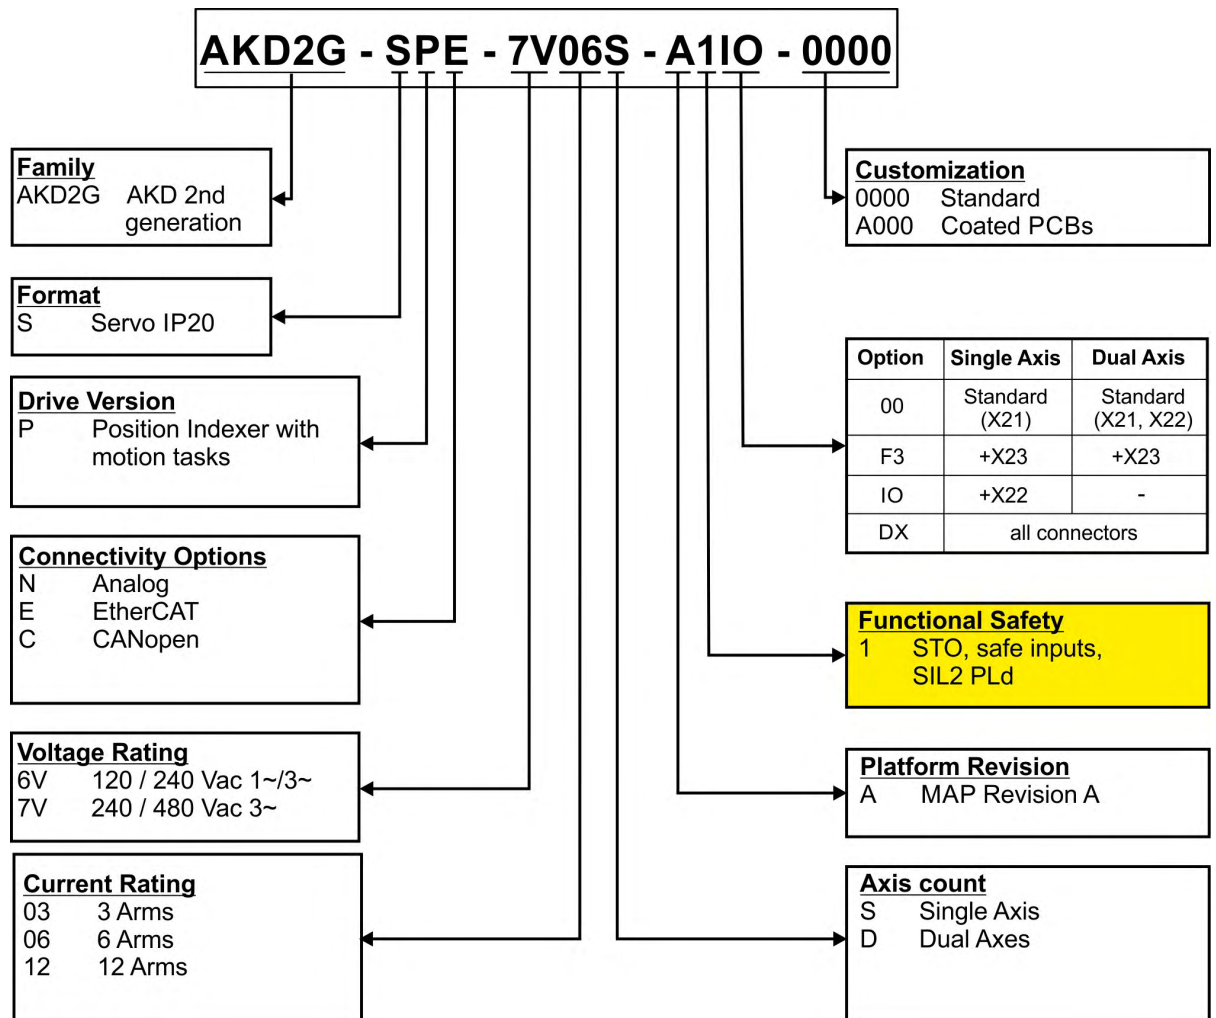 AKD2G - SPE - 7V06S - A1IO - 0000
Family
AKD2G AKD 2nd
generation
Format
S Servo IP20
Drive Version
P Position Indexer with
motion tasks
Connectivity Options
N Analog
E EtherCAT
C CANopen
Voltage Rating
6V 120 / 240 Vac 1~/3~
7V 240 / 480 Vac 3~
Current Rating
03 3 Arms
06 6 Arms
12 12 Arms
Customization
0000 Standard
A000 Coated PCBs
Option Single Axis Dual Axis
00 Standard (X21) Standard (X21, X22)
F3 +X23 +X23
IO +X22 -
DX all connectors
Functional Safety
1 STO, safe inputs,
SIL2 PLd
Platform Revision
A MAP Revision A
Axis count
S Single Axis
D Dual Axes